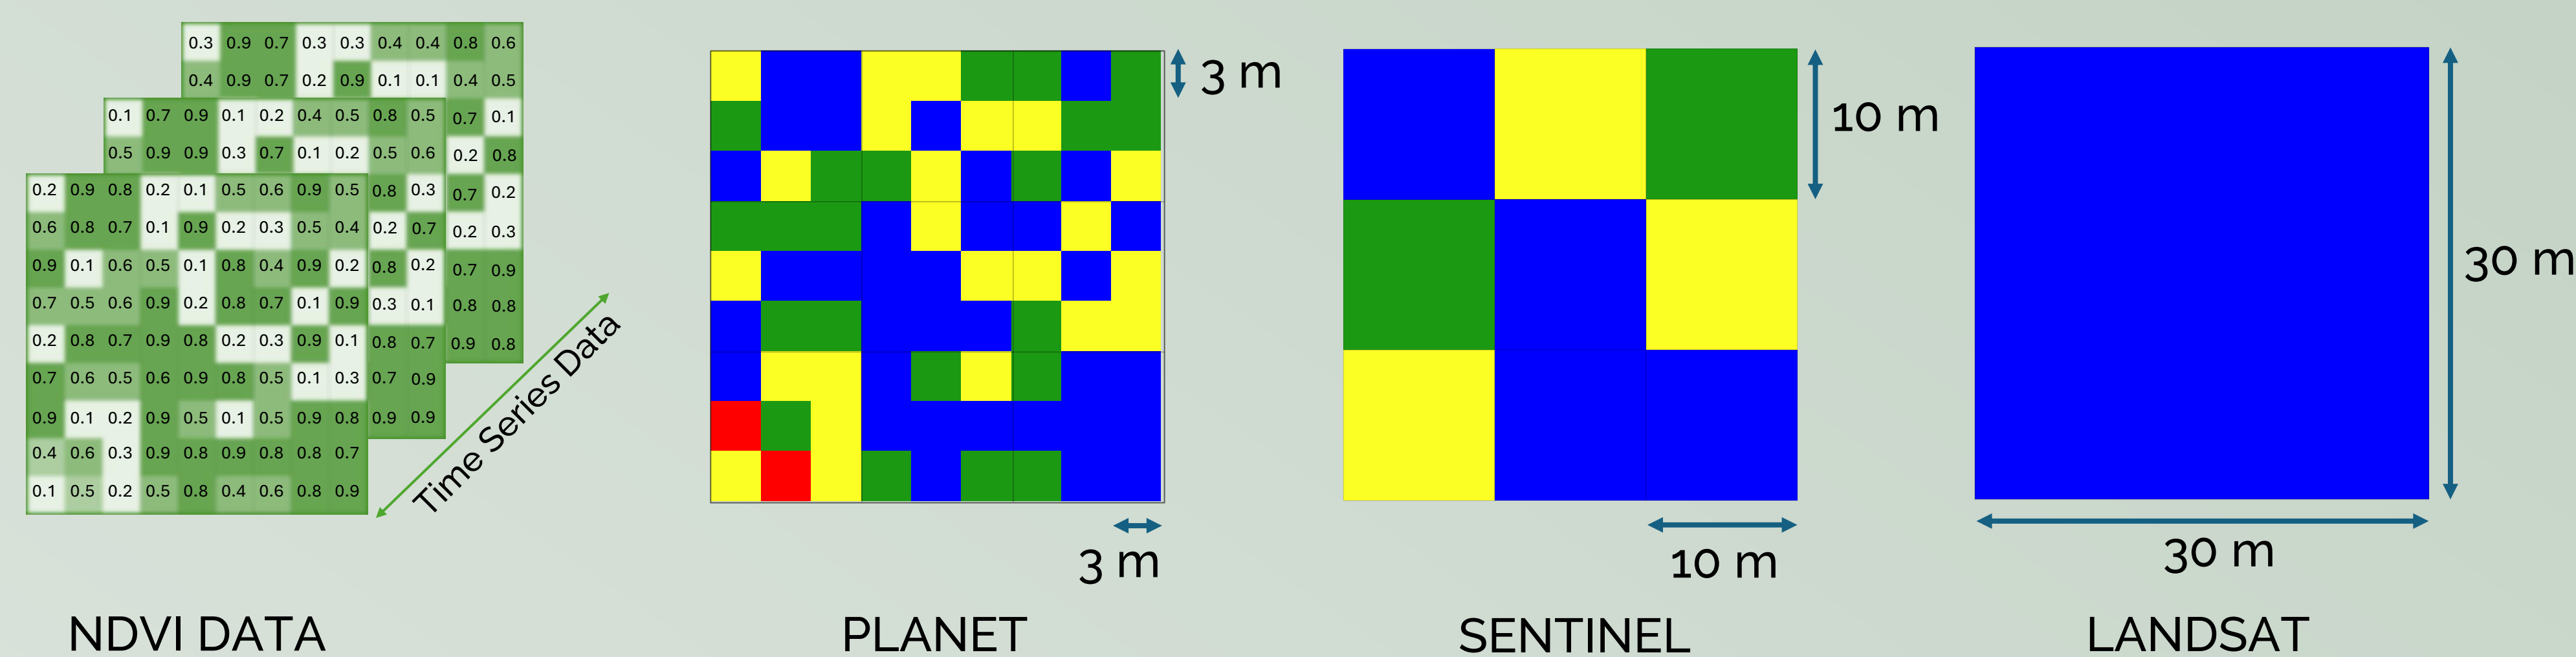 0.3 0.9 0.7 0.3 0.3 0.4 0.4 0.8 0.6
0.4 0.9 0.7 0.2 0.9 0.1 0.1 0.4 0.5
0.1 0.7 0.9 0.1 0.2 0.4 0.5 0.8 0.5 0.7 0.1
0.5 0.9 0.9 0.3 0.7 0.1 0.2 0.5 0.6 0.2 0.8
0.2 0.9 0.8 0.2 0.1 0.5 0.6 0.9 0.5 0.8 0.3 0.7 0.2
0.6 0.8 0.7 0.1 0.9 0.2 0.3 0.5 0.4 0.2 0.7 0.2 0.3
0.9 0.1 0.6 0.5 0.1 0.8 0.4 0.9 0.2 0.8 0.2 0.7 0.9
0.7 0.5 0.6 0.9 0.2 0.8 0.7 0.1 0.9 0.3 0.1 0.8 0.8
0.2 0.8 0.7 0.9 0.8 0.2 0.3 0.9 0.1 0.8 0.7 0.9 0.8
0.7 0.6 0.5 0.6 0.9 0.8 0.5 0.1 0.3 0.7 0.9
0.9 0.1 0.2 0.9 0.5 0.1 0.5 0.9 0.8 0.9 0.9
0.4 0.6 0.3 0.9 0.8 0.9 0.8 0.8 0.7
0.1 0.5 0.2 0.5 0.8 0.4 0.6 0.8 0.9
Time Series Data
NDVI DATA
3 m
3 m
PLANET
10 m
10 m
SENTINEL
30 m
30 m
LANDSAT